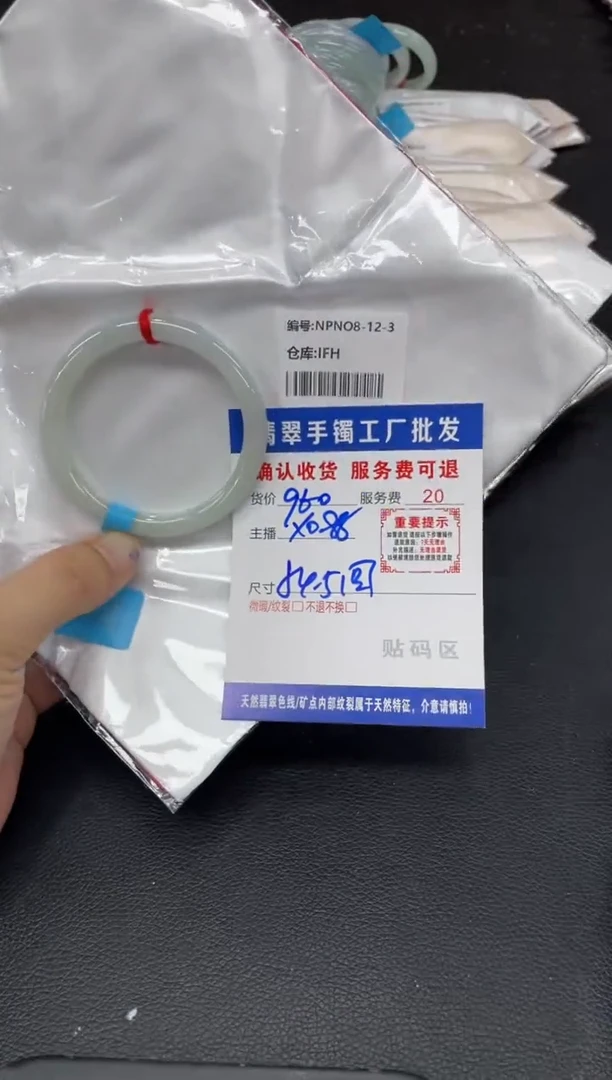 编号:NPNO8-12-3
仓库:IFH
翡翠手镯工厂批发
确认收货 服务费可退
货价 960 服务费 20
主播 X0.88
重要提示
尺寸 54.5圆
微瑕/纹裂□不退不换□
贴码区
天然翡翠色线/矿点内部纹裂属于天然特征，介意请慎拍!